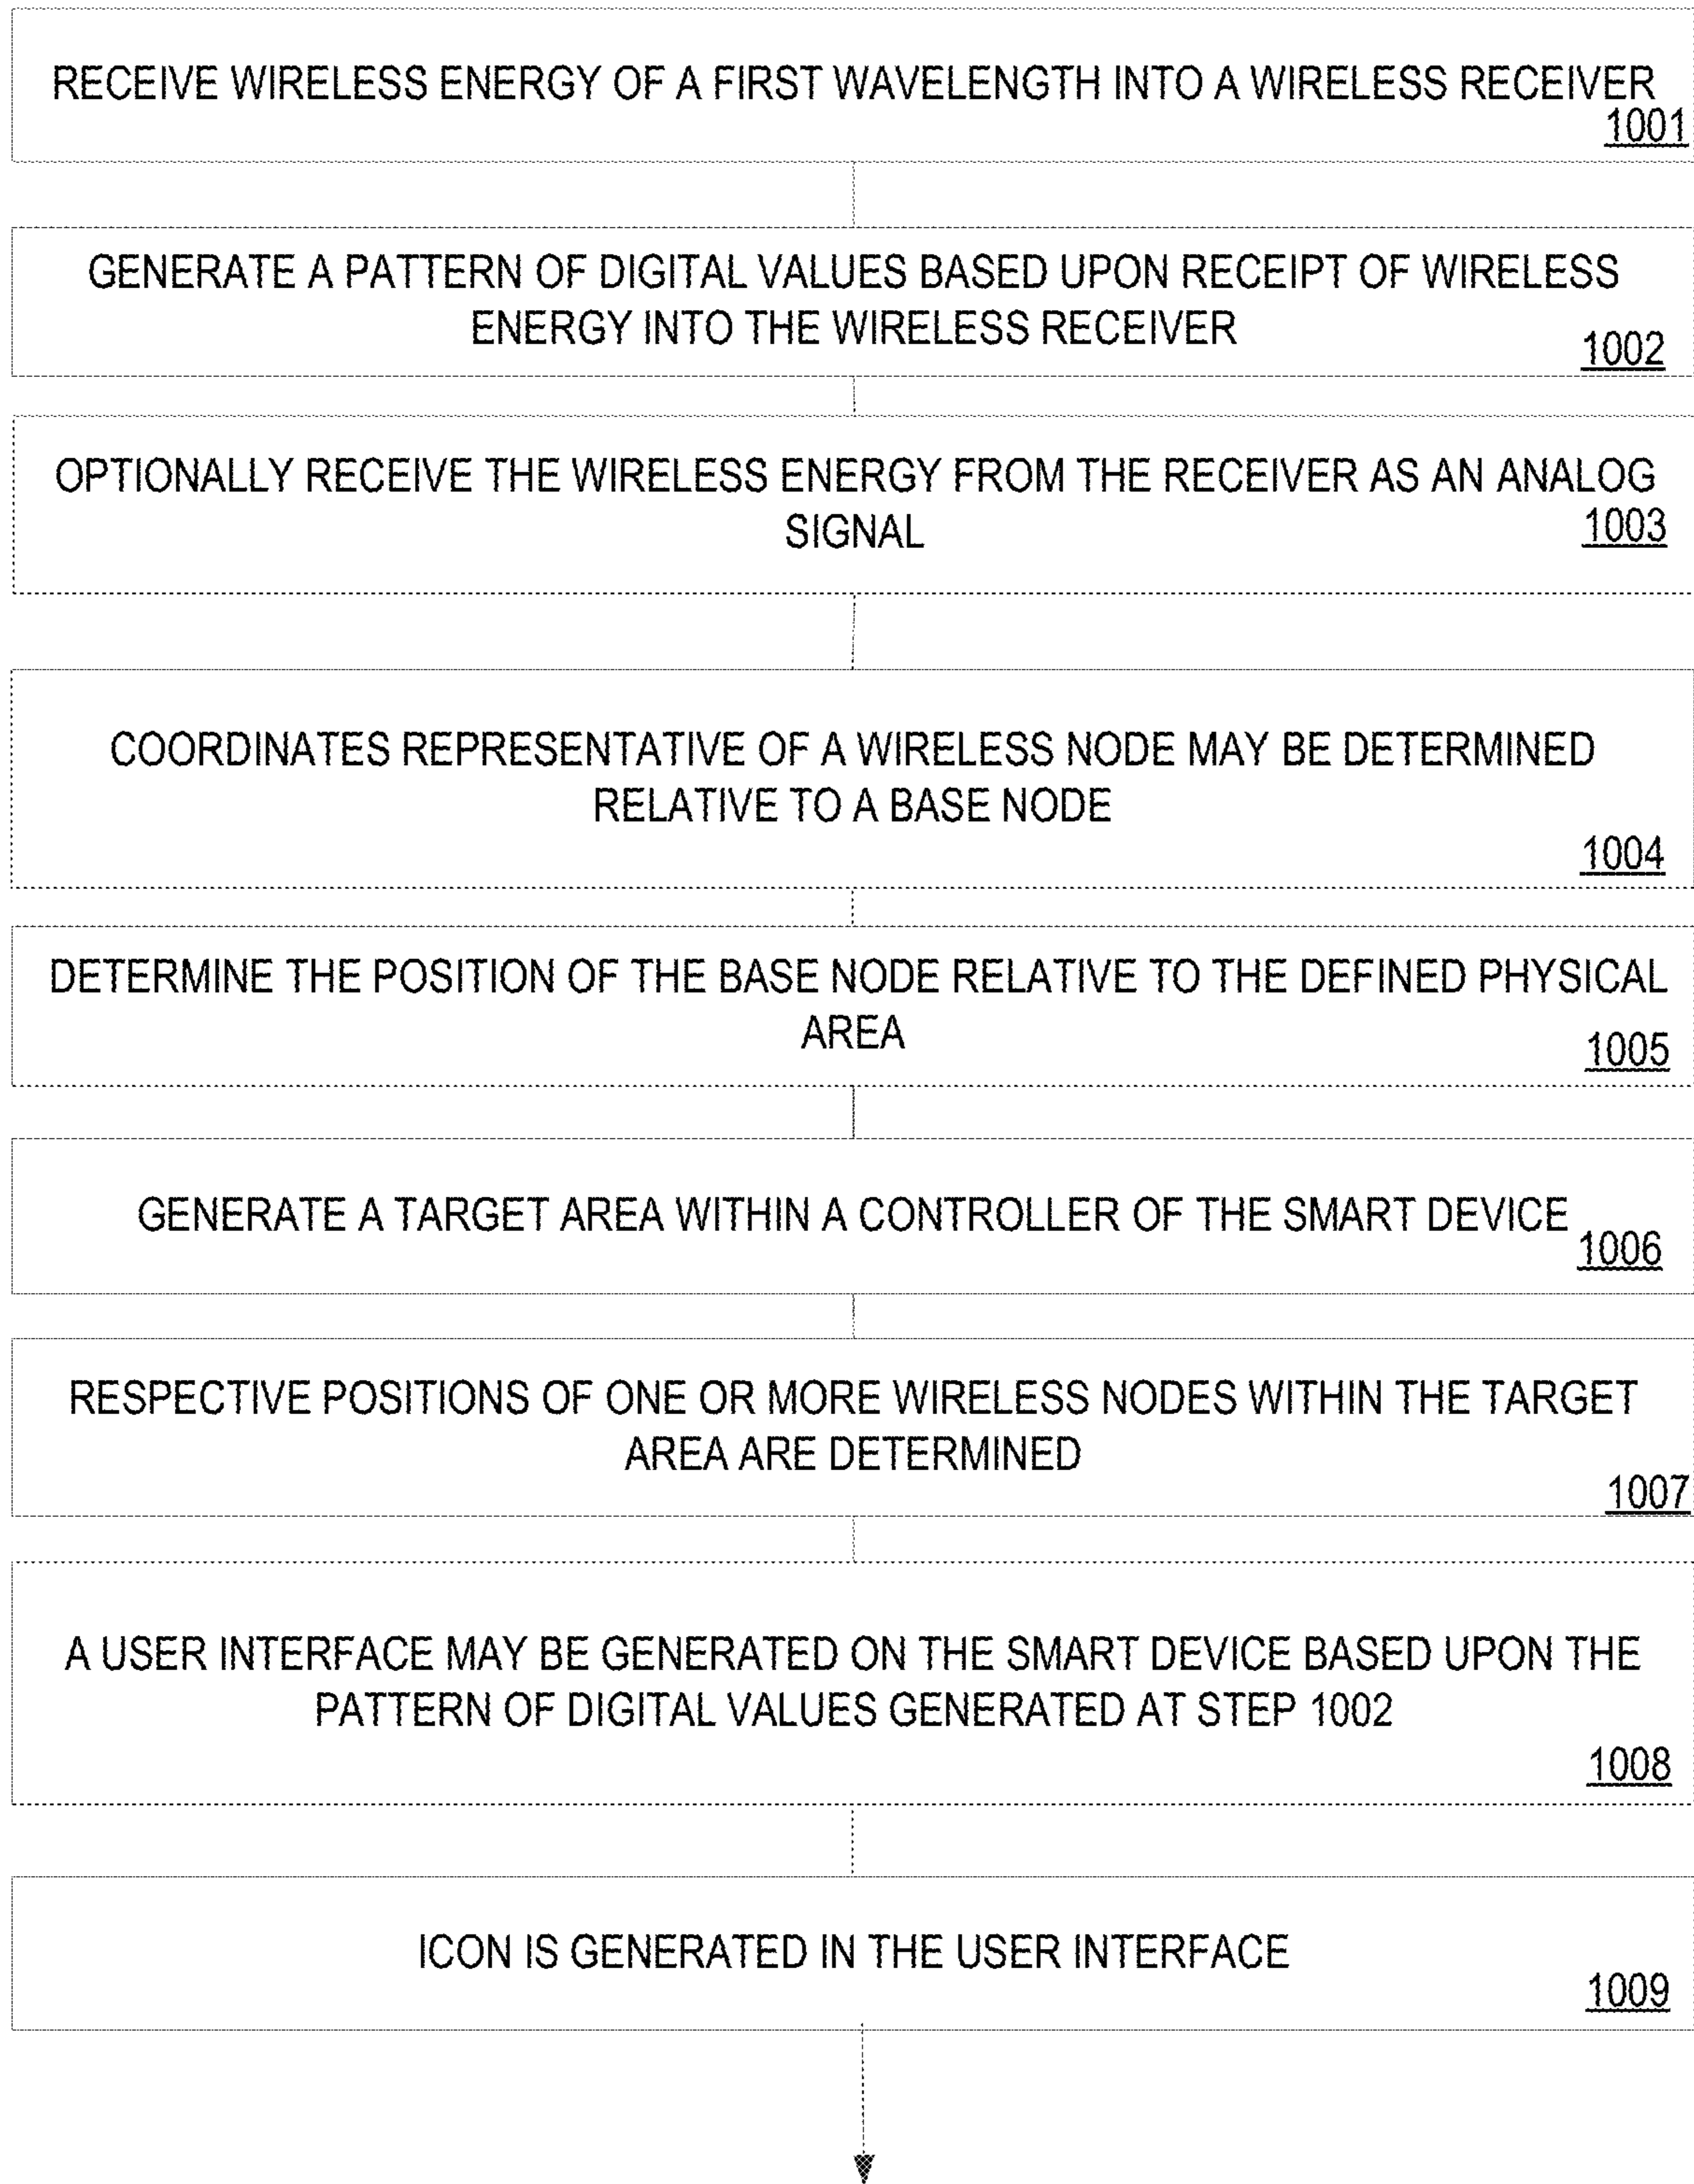 RECEIVE WIRELESS ENERGY OF A FIRST WAVELENGTH INTO A WIRELESS RECEIVER
1001
GENERATE A PATTERN OF DIGITAL VALUES BASED UPON RECEIPT OF WIRELESS
ENERGY INTO THE WIRELESS RECEIVER
1002
OPTIONALLY RECEIVE THE WIRELESS ENERGY FROM THE RECEIVER AS AN ANALOG
SIGNAL
1003
COORDINATES REPRESENTATIVE OF A WIRELESS NODE MAY BE DETERMINED
RELATIVE TO A BASE NODE
1004
DETERMINE THE POSITION OF THE BASE NODE RELATIVE TO THE DEFINED PHYSICAL
AREA
1005
GENERATE A TARGET AREA WITHIN A CONTROLLER OF THE SMART DEVICE
1006
RESPECTIVE POSITIONS OF ONE OR MORE WIRELESS NODES WITHIN THE TARGET
AREA ARE DETERMINED
1007
A USER INTERFACE MAY BE GENERATED ON THE SMART DEVICE BASED UPON THE
PATTERN OF DIGITAL VALUES GENERATED AT STEP 1002
1008
ICON IS GENERATED IN THE USER INTERFACE
1009